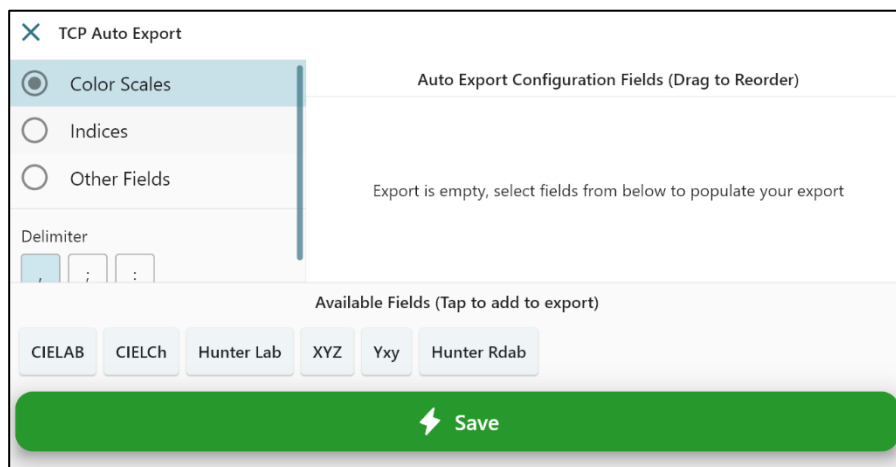 TCP Auto Export
Color Scales
Indices
Other Fields
Delimiter
, ; :
Auto Export Configuration Fields (Drag to Reorder)
Export is empty, select fields from below to populate your export
Available Fields (Tap to add to export)
CIELAB CIELCh Hunter Lab XYZ Yxy Hunter Rdab
Save